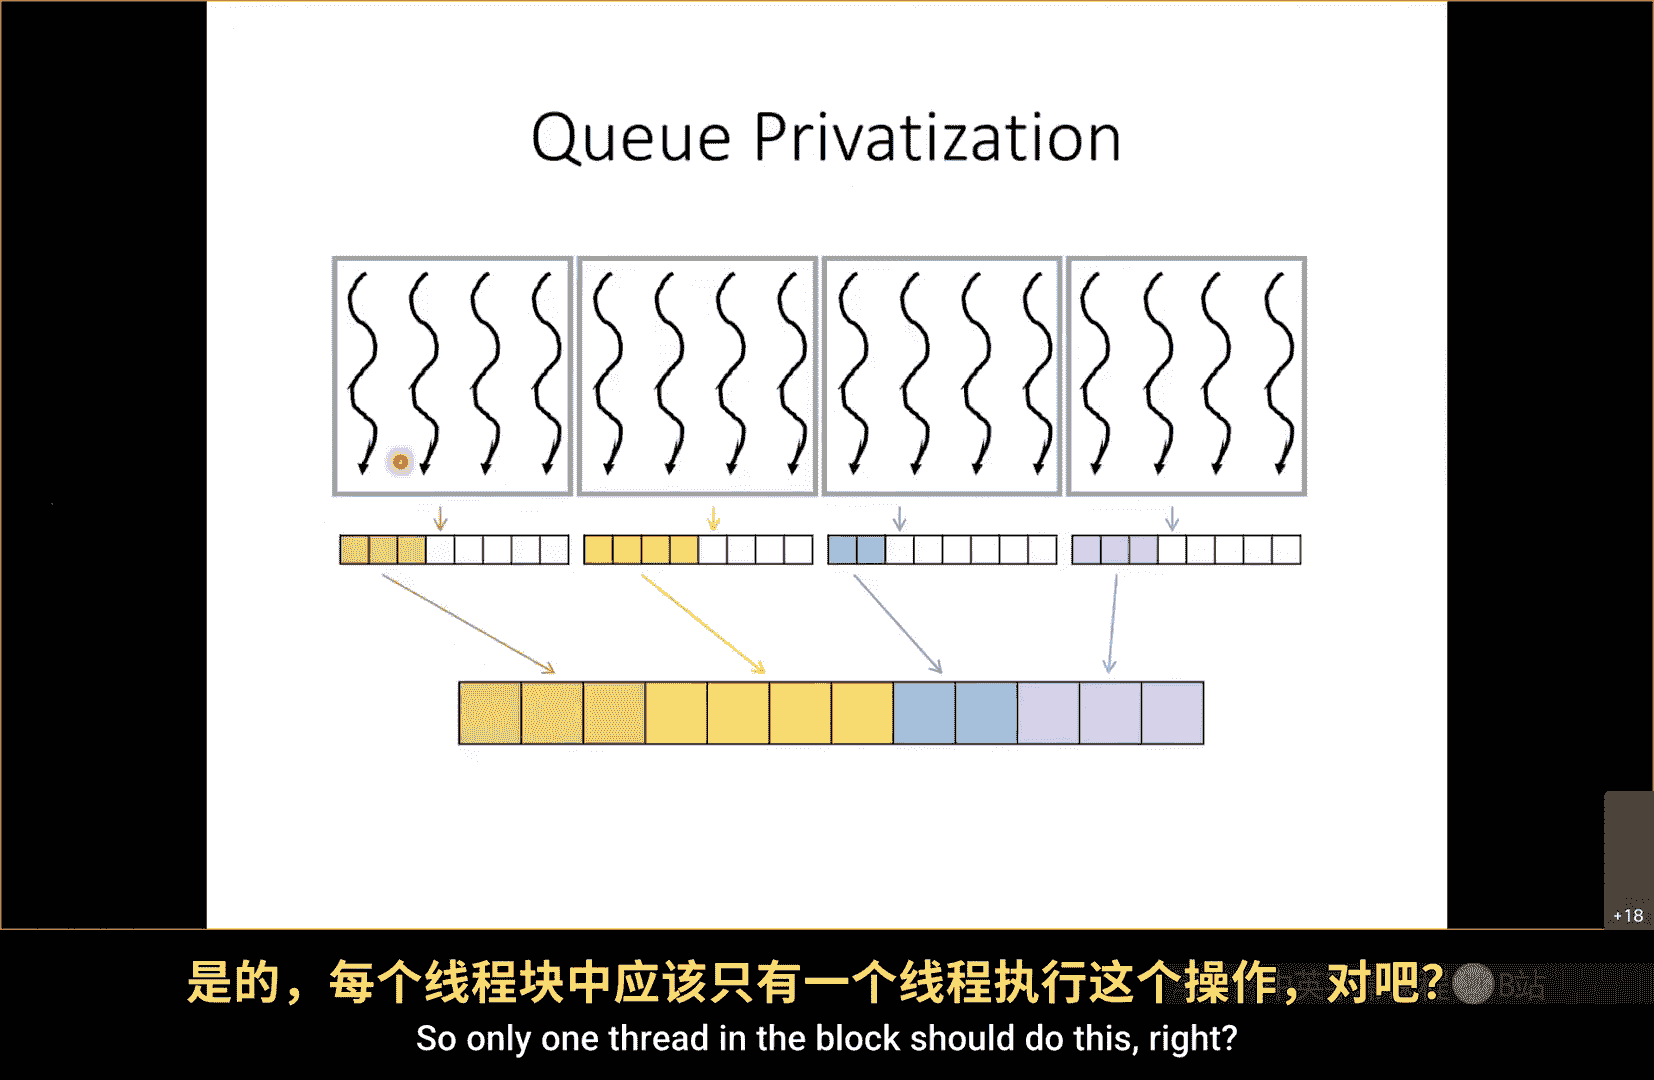 Queue Privatization
+18
是的，每个线程块中应该只有一个线程执行这个操作，对吧？
B站
So only one thread in the block should do this, right?